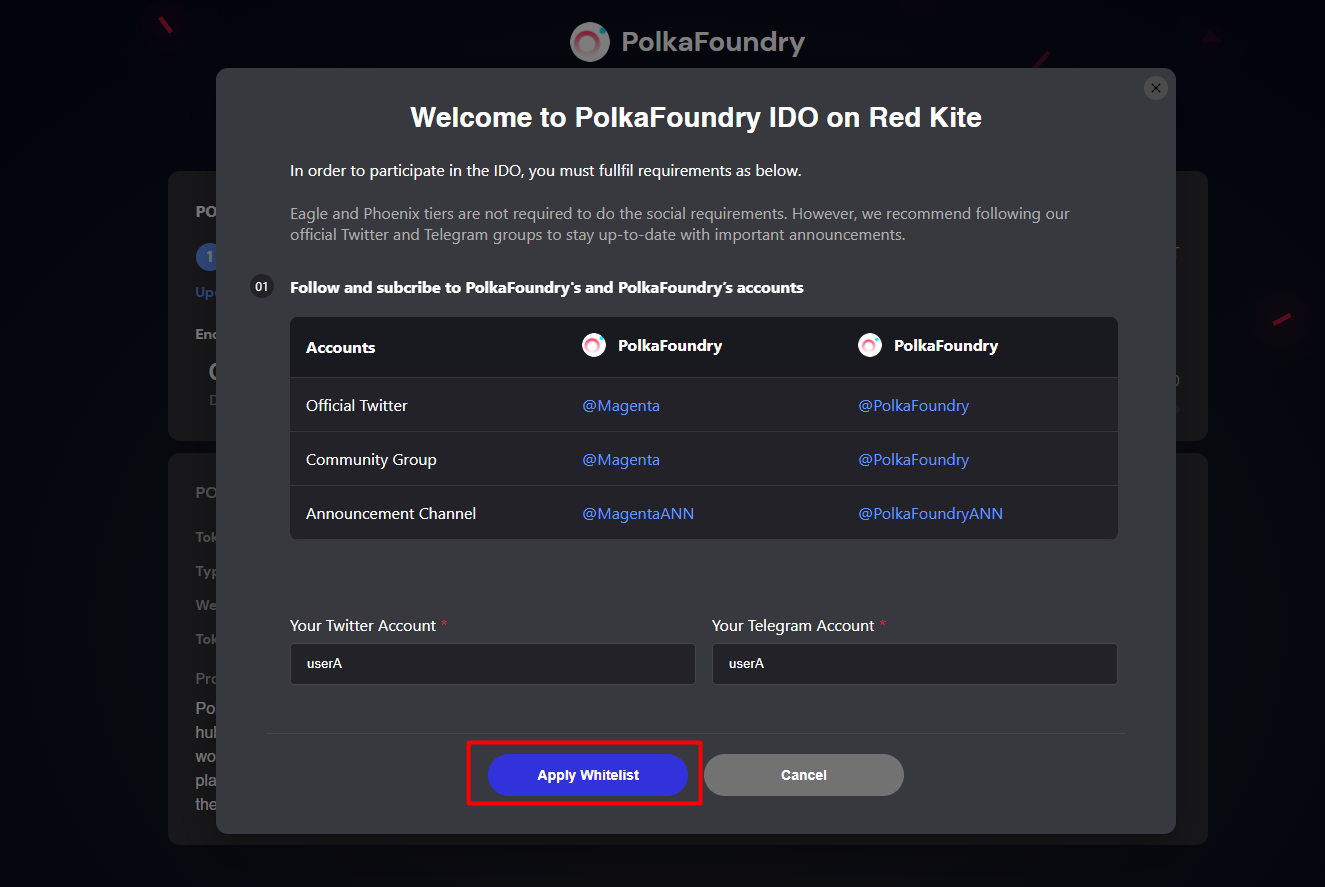 PolkaFoundry
Welcome to PolkaFoundry IDO on Red Kite
In order to participate in the IDO, you must fullfil requirements as below.
Eagle and Phoenix tiers are not required to do the social requirements. However, we recommend following our
official Twitter and Telegram groups to stay up-to-date with important announcements.
01 Follow and subcribe to PolkaFoundry's and PolkaFoundry’s accounts
Accounts PolkaFoundry PolkaFoundry
Official Twitter @Magenta @PolkaFoundry
Community Group @Magenta @PolkaFoundry
Announcement Channel @MagentaANN @PolkaFoundryANN
Your Twitter Account * Your Telegram Account *
userA userA
Apply Whitelist Cancel
1
the